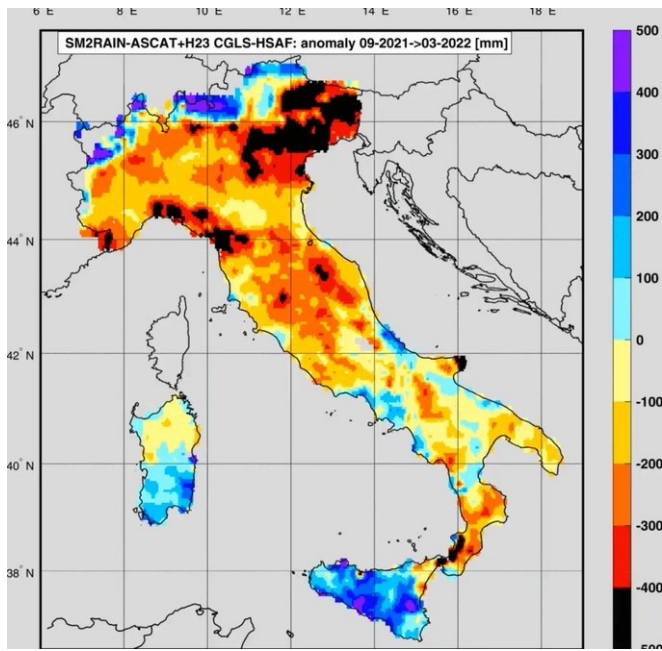 6 E 8 E 10 E 12 E 14 E 16 E 18 E
SM2RAIN-ASCAT+H23 CGLS-HSAF: anomaly 09-2021->03-2022 [mm]
500
46° N
400
300
200
44° N
100
0
42° N
-100
40° N
-200
-300
38° N
-400
-500